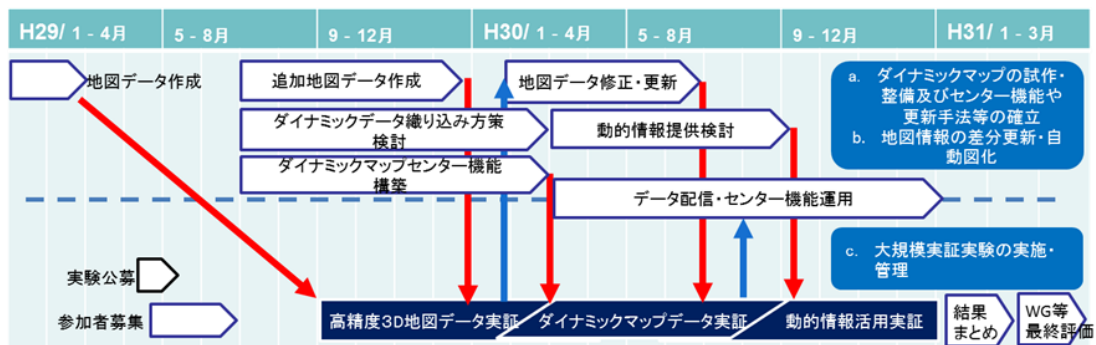 H29/ 1 - 4月
5 - 8月
9 - 12月
H30/ 1 - 4月
5 - 8月
9 - 12月
H31/ 1 - 3月
地図データ作成
追加地図データ作成
地図データ修正・更新
ダイナミックデータ織り込み方策
検討
動的情報提供検討
ダイナミックマップセンター機能
構築
データ配信・センター機能運用
a. ダイナミックマップの試作・
整備及びセンター機能や
更新手法等の確立
b. 地図情報の差分更新・自
動図化
c. 大規模実証実験の実施・
管理
実験公募
参加者募集
高精度3D地図データ実証
ダイナミックマップデータ実証
動的情報活用実証
結果
まとめ
WG等
最終評価